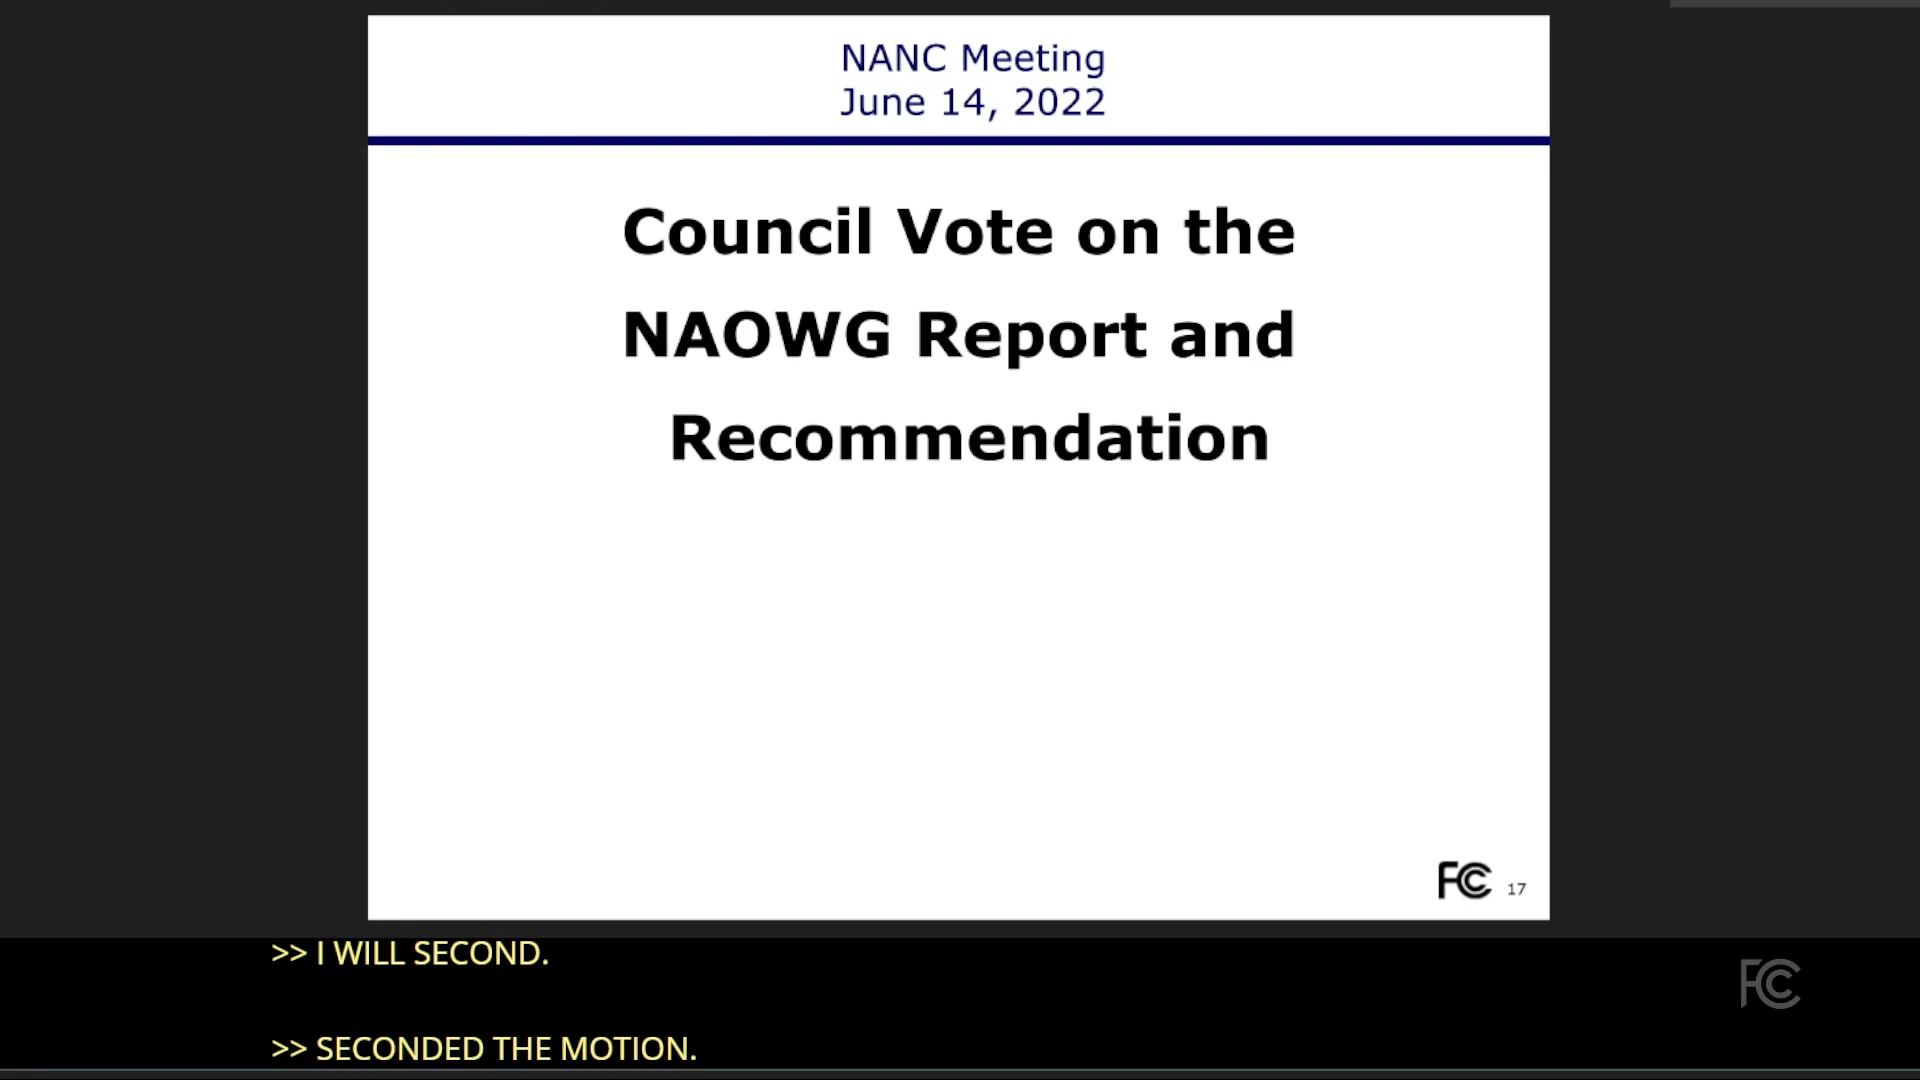 NANC Meeting
June 14, 2022
Council Vote on the
NAOWG Report and
Recommendation
FCC 17
>> I WILL SECOND.
FCC
>> SECONDED THE MOTION.